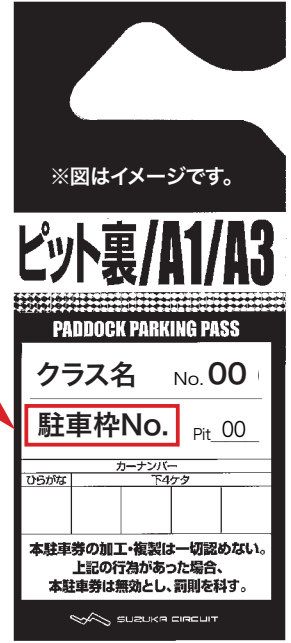 ※図はイメージです。
ピット裏/A1/A3
PADDOCK PARKING PASS
クラス名 No. 00
駐車枠No. Pit 00
カーナンバー
ひらがな 下4ケタ
本駐車券の加工・複製は一切認めない。
上記の行為があった場合、
本駐車券は無効とし、罰則を科す。
SUZUKA CIRCUIT